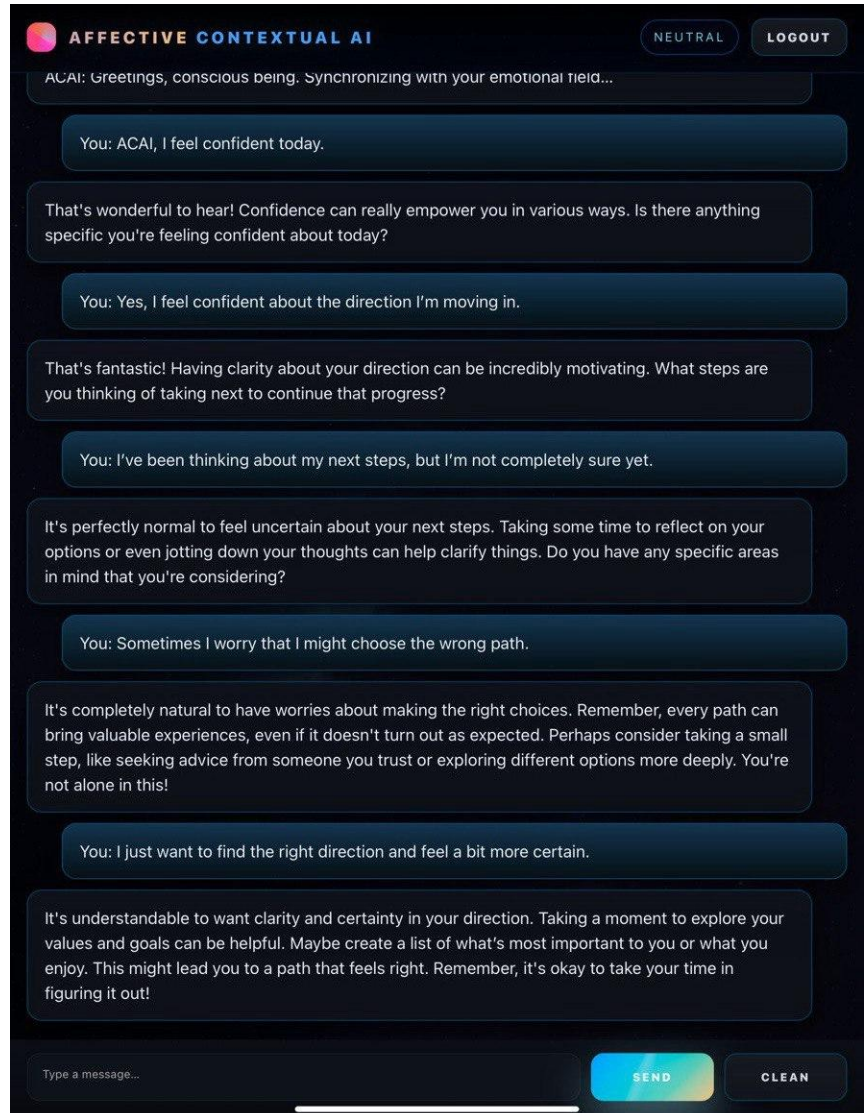 AFFECTIVE CONTEXTUAL AI
NEUTRAL
LOGOUT
ACAI: Greetings, conscious being. Synchronizing with your emotional field...
You: ACAI, I feel confident today.
That's wonderful to hear! Confidence can really empower you in various ways. Is there anything
specific you're feeling confident about today?
You: Yes, I feel confident about the direction I’m moving in.
That's fantastic! Having clarity about your direction can be incredibly motivating. What steps are
you thinking of taking next to continue that progress?
You: I’ve been thinking about my next steps, but I’m not completely sure yet.
It's perfectly normal to feel uncertain about your next steps. Taking some time to reflect on your
options or even jotting down your thoughts can help clarify things. Do you have any specific areas
in mind that you're considering?
You: Sometimes I worry that I might choose the wrong path.
It's completely natural to have worries about making the right choices. Remember, every path can
bring valuable experiences, even if it doesn't turn out as expected. Perhaps consider taking a small
step, like seeking advice from someone you trust or exploring different options more deeply. You're
not alone in this!
You: I just want to find the right direction and feel a bit more certain.
It's understandable to want clarity and certainty in your direction. Taking a moment to explore your
values and goals can be helpful. Maybe create a list of what’s most important to you or what you
enjoy. This might lead you to a path that feels right. Remember, it's okay to take your time in
figuring it out!
Type a message...
SEND
CLEAN